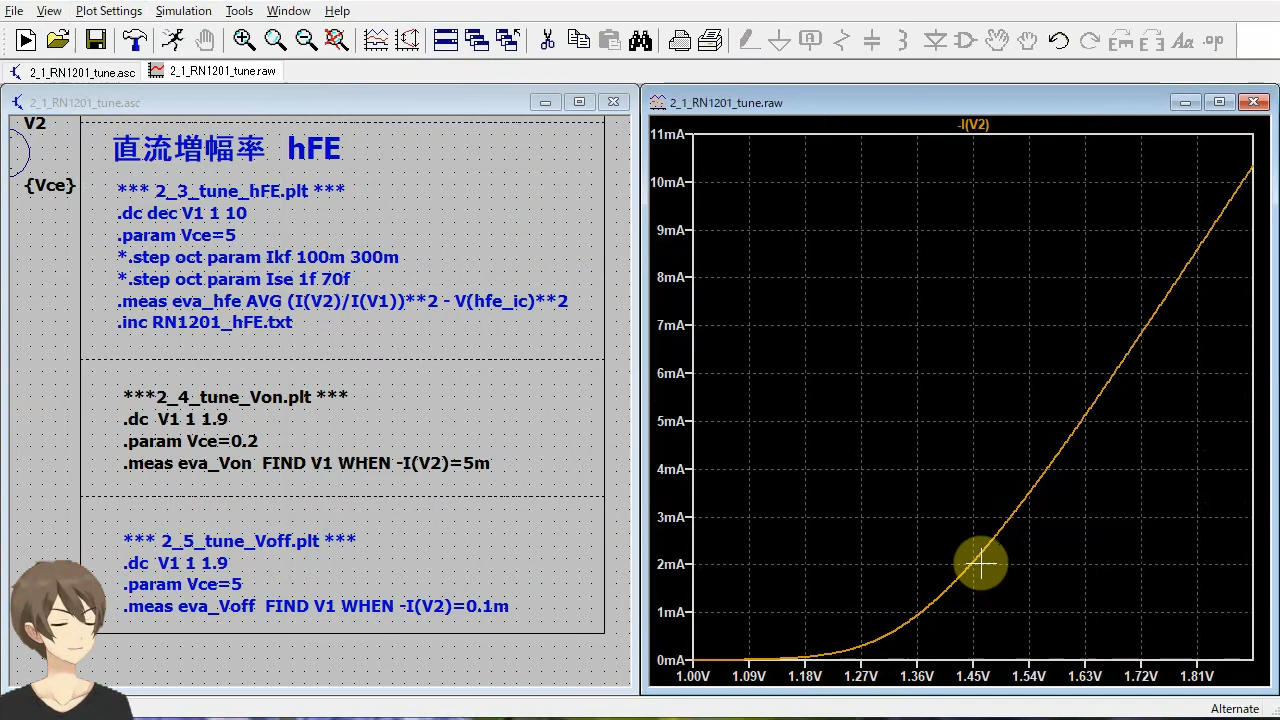 File View Plot Settings Simulation Tools Window Help
2_1_RN1201_tune.asc 2_1_RN1201_tune.raw
2_1_RN1201_tune.asc
V2
{Vce}
直流増幅率 hFE
*** 2_3_tune_hFE.plt ***
.dc dec V1 1 10
.param Vce=5
*.step oct param Ikf 100m 300m
*.step oct param Ise 1f 70f
.meas eva_hfe AVG (I(V2)/I(V1))**2 - V(hfe_ic)**2
.inc RN1201_hFE.txt
***2_4_tune_Von.plt ***
.dc V1 1 1.9
.param Vce=0.2
.meas eva_Von FIND V1 WHEN -I(V2)=5m
*** 2_5_tune_Voff.plt ***
.dc V1 1 1.9
.param Vce=5
.meas eva_Voff FIND V1 WHEN -I(V2)=0.1m
2_1_RN1201_tune.raw
-I(V2)
11mA
10mA
9mA
8mA
7mA
6mA
5mA
4mA
3mA
2mA
1mA
0mA
1.00V 1.09V 1.18V 1.27V 1.36V 1.45V 1.54V 1.63V 1.72V 1.81V
Alternate